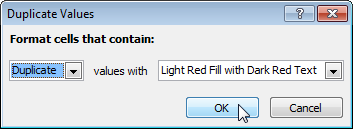 Duplicate Values
Format cells that contain:
Duplicate values with Light Red Fill with Dark Red Text
OK Cancel